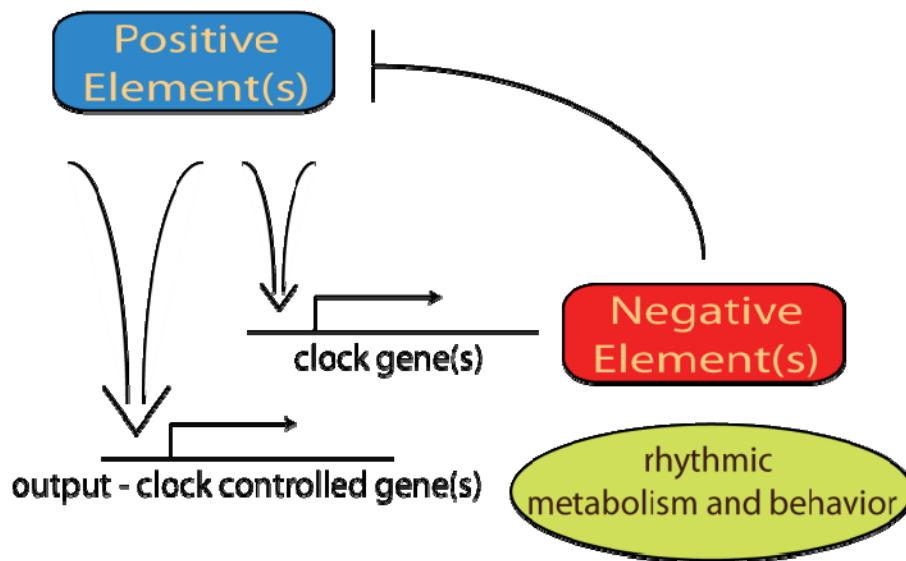 Positive
Element(s)
clock gene(s)
Negative
Element(s)
output - clock controlled gene(s)
rhythmic
metabolism and behavior